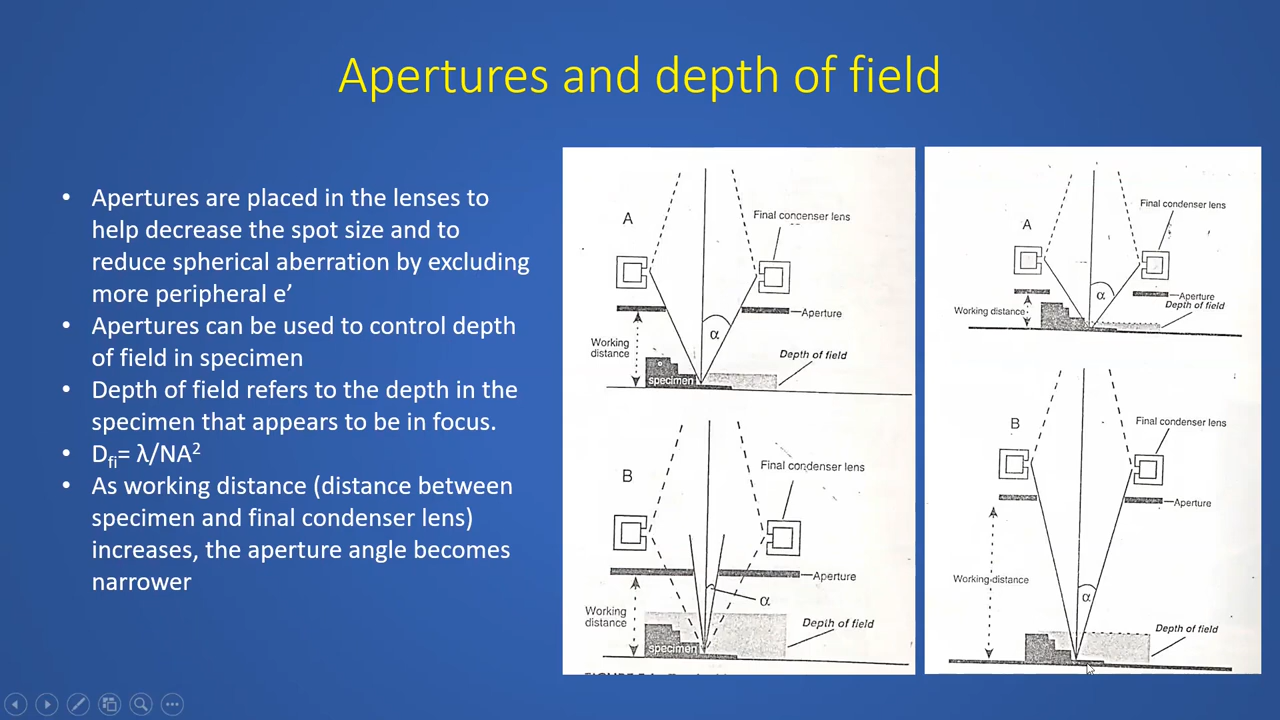 Apertures and depth of field
• Apertures are placed in the lenses to
help decrease the spot size and to
reduce spherical aberration by excluding
more peripheral e’
• Apertures can be used to control depth
of field in specimen
• Depth of field refers to the depth in the
specimen that appears to be in focus.
• Dfi= λ/NA²
• As working distance (distance between
specimen and final condenser lens)
increases, the aperture angle becomes
narrower
A
Final condenser lens
Aperture
α
Working
distance
Depth of field
specimen
B
Final condenser lens
Aperture
α
Working
distance
Depth of field
specimen
A
Final condenser lens
α
Aperture
Depth of field
Working distance
B
Final condenser lens
Aperture
Working distance
α
Depth of field